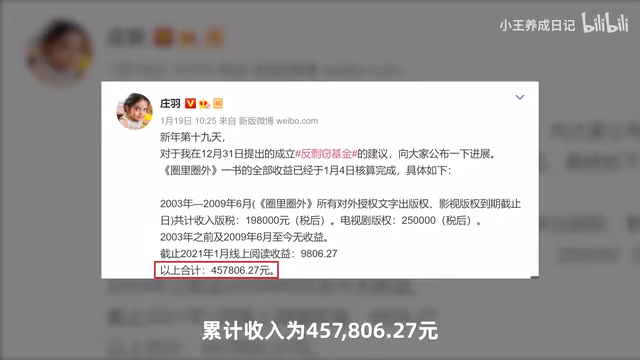 小王养成日记 bilibili
庄羽
1月19日 10:25 来自 新版微博 weibo.com
新年第十九天，
对于我在12月31日提出的成立#反剽窃基金#的建议，向大家公布一下进展。
《圈里圈外》一书的全部收益已经于1月4日核算完成，具体如下：
2003年—2009年6月(《圈里圈外》所有对外授权文字出版权、影视版权到期截止
日)共计收入版税：198000元（税后）。电视剧版权：250000（税后）。
2003年之前及2009年6月至今无收益。
截止2021年1月线上阅读收益：9806.27
以上合计：457806.27元。
累计收入为457,806.27元